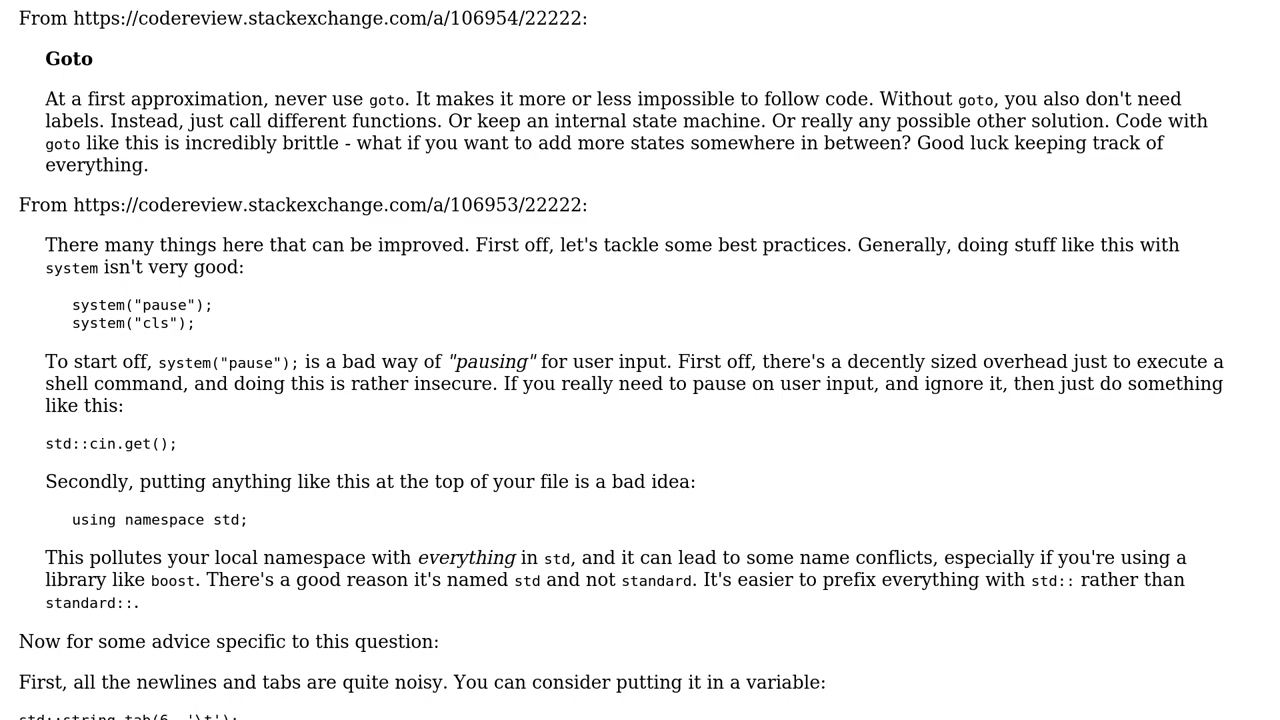 From https://codereview.stackexchange.com/a/106954/22222:
Goto
At a first approximation, never use goto. It makes it more or less impossible to follow code. Without goto, you also don't need
labels. Instead, just call different functions. Or keep an internal state machine. Or really any possible other solution. Code with
goto like this is incredibly brittle - what if you want to add more states somewhere in between? Good luck keeping track of
everything.
From https://codereview.stackexchange.com/a/106953/22222:
There many things here that can be improved. First off, let's tackle some best practices. Generally, doing stuff like this with
system isn't very good:
system("pause");
system("cls");
To start off, system("pause"); is a bad way of "pausing" for user input. First off, there's a decently sized overhead just to execute a
shell command, and doing this is rather insecure. If you really need to pause on user input, and ignore it, then just do something
like this:
std::cin.get();
Secondly, putting anything like this at the top of your file is a bad idea:
using namespace std;
This pollutes your local namespace with everything in std, and it can lead to some name conflicts, especially if you're using a
library like boost. There's a good reason it's named std and not standard. It's easier to prefix everything with std:: rather than
standard::.
Now for some advice specific to this question:
First, all the newlines and tabs are quite noisy. You can consider putting it in a variable:
std::string tab(6, '\t');